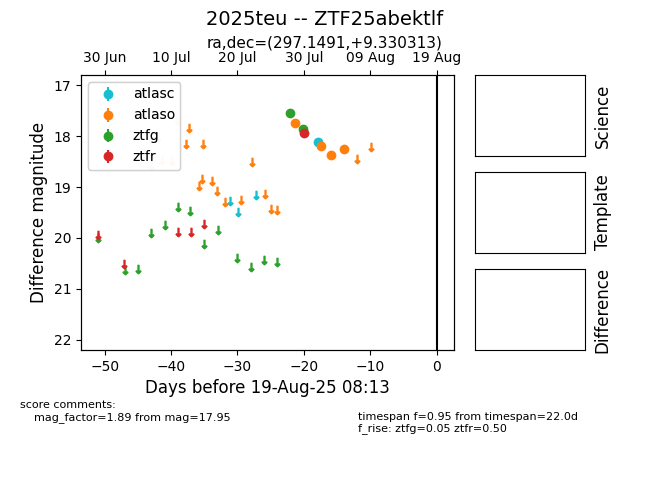 2025teu -- ZTF25abektlf
ra,dec=(297.1491,+9.330313)
30 Jun 10 Jul 20 Jul 30 Jul 09 Aug 19 Aug
atlasc
atlaso
ztfg
ztfr
17
18
19
20
21
22
Difference magnitude
−50 −40 −30 −20 −10 0
Days before 19-Aug-25 08:13
Science
Template
Difference
score comments:
mag_factor=1.89 from mag=17.95
timespan f=0.95 from timespan=22.0d
f_rise: ztfg=0.05 ztfr=0.50